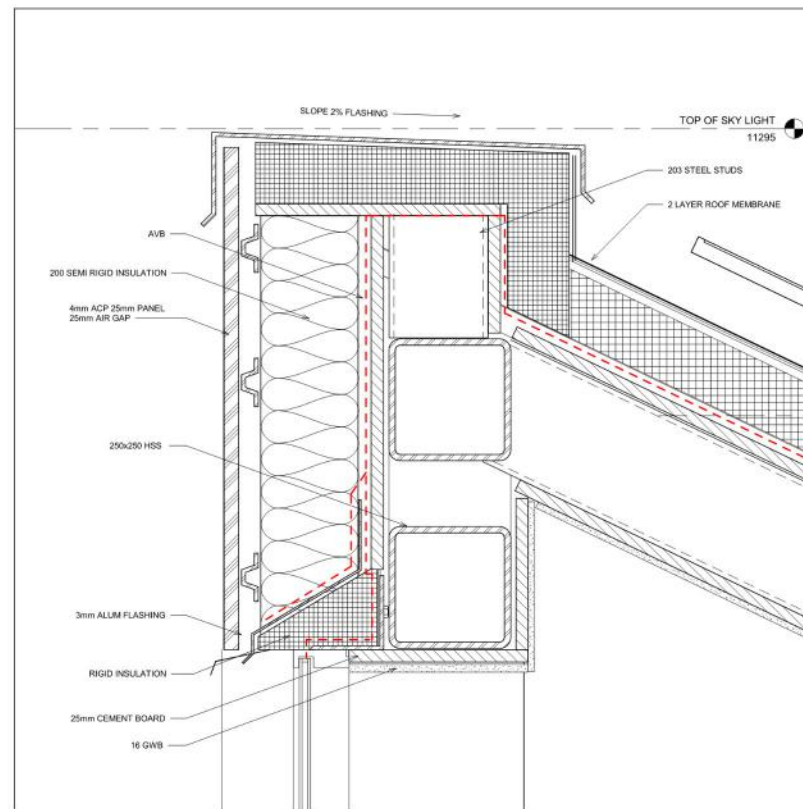 SLOPE 2% FLASHING
TOP OF SKY LIGHT
11295
203 STEEL STUDS
2 LAYER ROOF MEMBRANE
AVB
200 SEMI RIGID INSULATION
4mm ACP 25mm PANEL
25mm AIR GAP
250x250 HSS
3mm ALUM FLASHING
RIGID INSULATION
25mm CEMENT BOARD
16 GWB